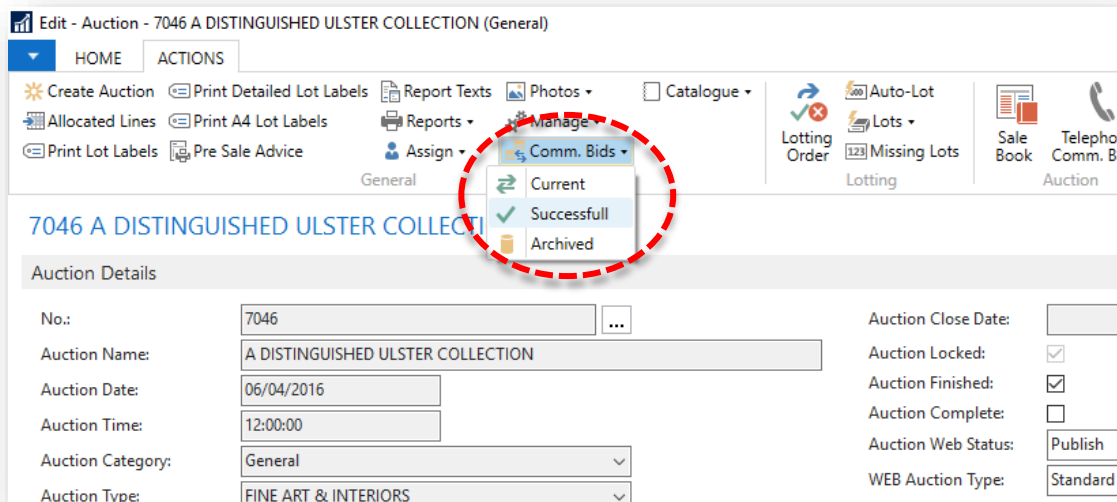 Edit - Auction - 7046 A DISTINGUISHED ULSTER COLLECTION (General)
HOME ACTIONS
Create Auction Print Detailed Lot Labels Report Texts Photos Catalogue Auto-Lot
Allocated Lines Print A4 Lot Labels Reports Manage Lots
Print Lot Labels Pre Sale Advice Assign Comm. Bids Lotting Order 123 Missing Lots Sale Book Telepho Comm. B
General Lotting Auction
Current
Successfull
Archived
7046 A DISTINGUISHED ULSTER COLLECTI
Auction Details
No.: 7046 ... Auction Close Date:
Auction Name: A DISTINGUISHED ULSTER COLLECTION Auction Locked:
Auction Date: 06/04/2016 Auction Finished:
Auction Time: 12:00:00 Auction Complete:
Auction Category: General Auction Web Status: Publish
Auction Type: FINE ART & INTERIORS WEB Auction Type: Standard